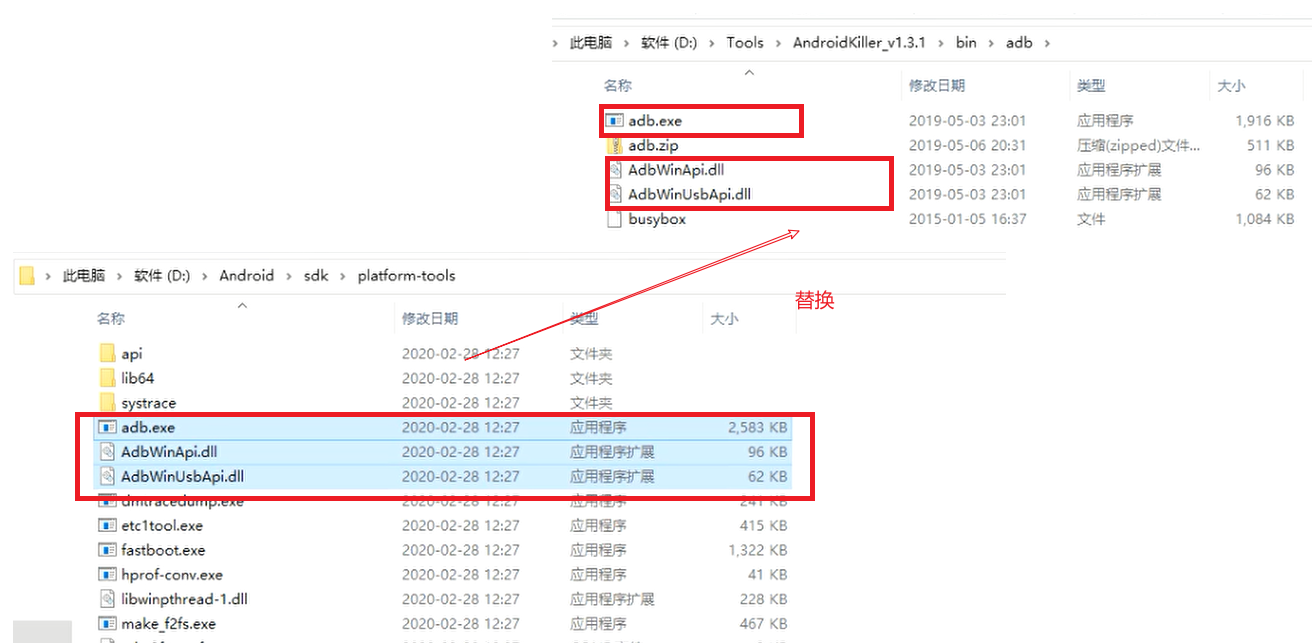 此电脑 > 软件 (D:) > Tools > AndroidKiller_v1.3.1 > bin > adb >
名称 修改日期 类型 大小
adb.exe 2019-05-03 23:01 应用程序 1,916 KB
adb.zip 2019-05-06 20:31 压缩(zipped)文件... 511 KB
AdbWinApi.dll 2019-05-03 23:01 应用程序扩展 96 KB
AdbWinUsbApi.dll 2019-05-03 23:01 应用程序扩展 62 KB
busybox 2015-01-05 16:37 文件 1,084 KB
此电脑 > 软件 (D:) > Android > sdk > platform-tools
替换
名称 修改日期 类型 大小
api 2020-02-28 12:27 文件夹
lib64 2020-02-28 12:27 文件夹
systrace 2020-02-28 12:27 文件夹
adb.exe 2020-02-28 12:27 应用程序 2,583 KB
AdbWinApi.dll 2020-02-28 12:27 应用程序扩展 96 KB
AdbWinUsbApi.dll 2020-02-28 12:27 应用程序扩展 62 KB
dmtracedump.exe 2020-02-28 12:27 应用程序 241 KB
etc1tool.exe 2020-02-28 12:27 应用程序 415 KB
fastboot.exe 2020-02-28 12:27 应用程序 1,322 KB
hprof-conv.exe 2020-02-28 12:27 应用程序 41 KB
libwinpthread-1.dll 2020-02-28 12:27 应用程序扩展 228 KB
make_f2fs.exe 2020-02-28 12:27 应用程序 467 KB